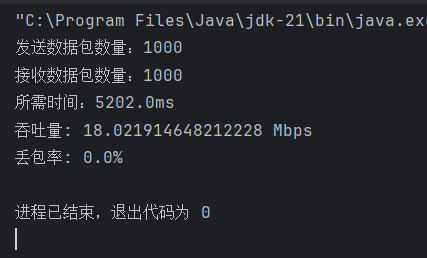 "C:\Program Files\Java\jdk-21\bin\java.ex
发送数据包数量：1000
接收数据包数量：1000
所需时间：5202.0ms
吞吐量: 18.021914648212228 Mbps
丢包率: 0.0%
进程已结束，退出代码为 0